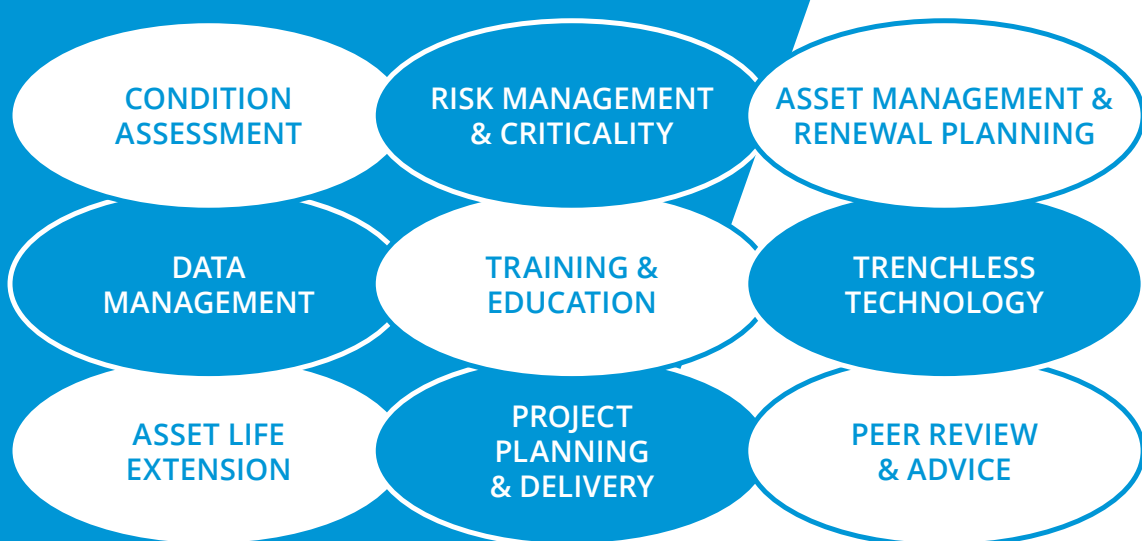 CONDITION
ASSESSMENT
RISK MANAGEMENT
& CRITICALITY
ASSET MANAGEMENT &
RENEWAL PLANNING
DATA
MANAGEMENT
TRAINING &
EDUCATION
TRENCHLESS
TECHNOLOGY
ASSET LIFE
EXTENSION
PROJECT
PLANNING
& DELIVERY
PEER REVIEW
& ADVICE